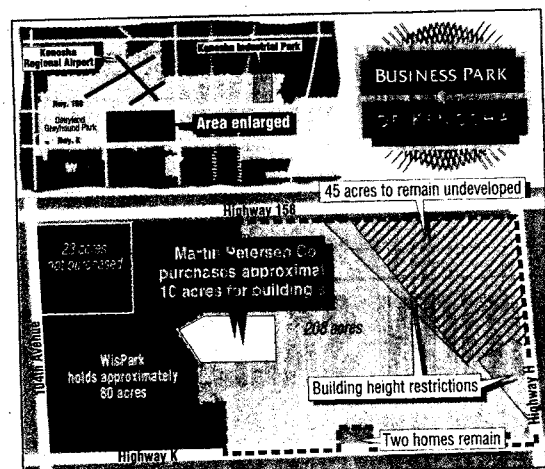 Kenosha
Regional Airport
Kenosha Industrial Park
Hwy. 158
Dairyland
Greyhound Park
Hwy. K
Area enlarged
BUSINESS PARK
OF KENOSHA
45 acres to remain undeveloped
Highway 158
23 acres
not purchased
Martin Petersen Co
purchases approximat
10 acres for building
208 acres
104th Avenue
WisPark
holds approximately
80 acres
Building height restrictions
Highway H
Two homes remain
Highway K